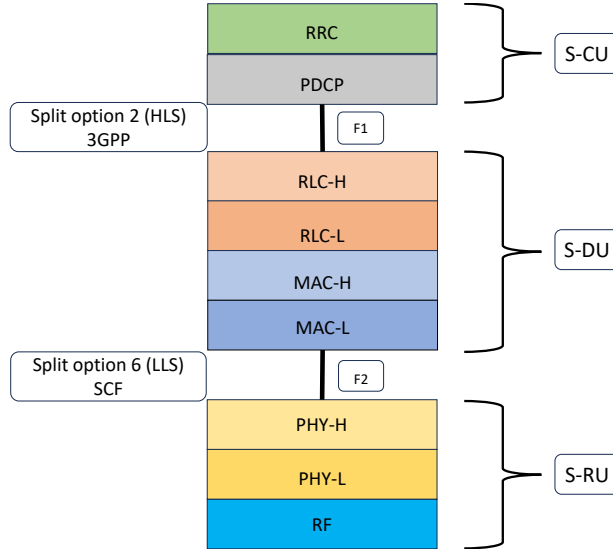 RRC
S-CU
PDCP
Split option 2 (HLS)
3GPP
F1
RLC-H
RLC-L
S-DU
MAC-H
MAC-L
Split option 6 (LLS)
SCF
F2
PHY-H
PHY-L
S-RU
RF